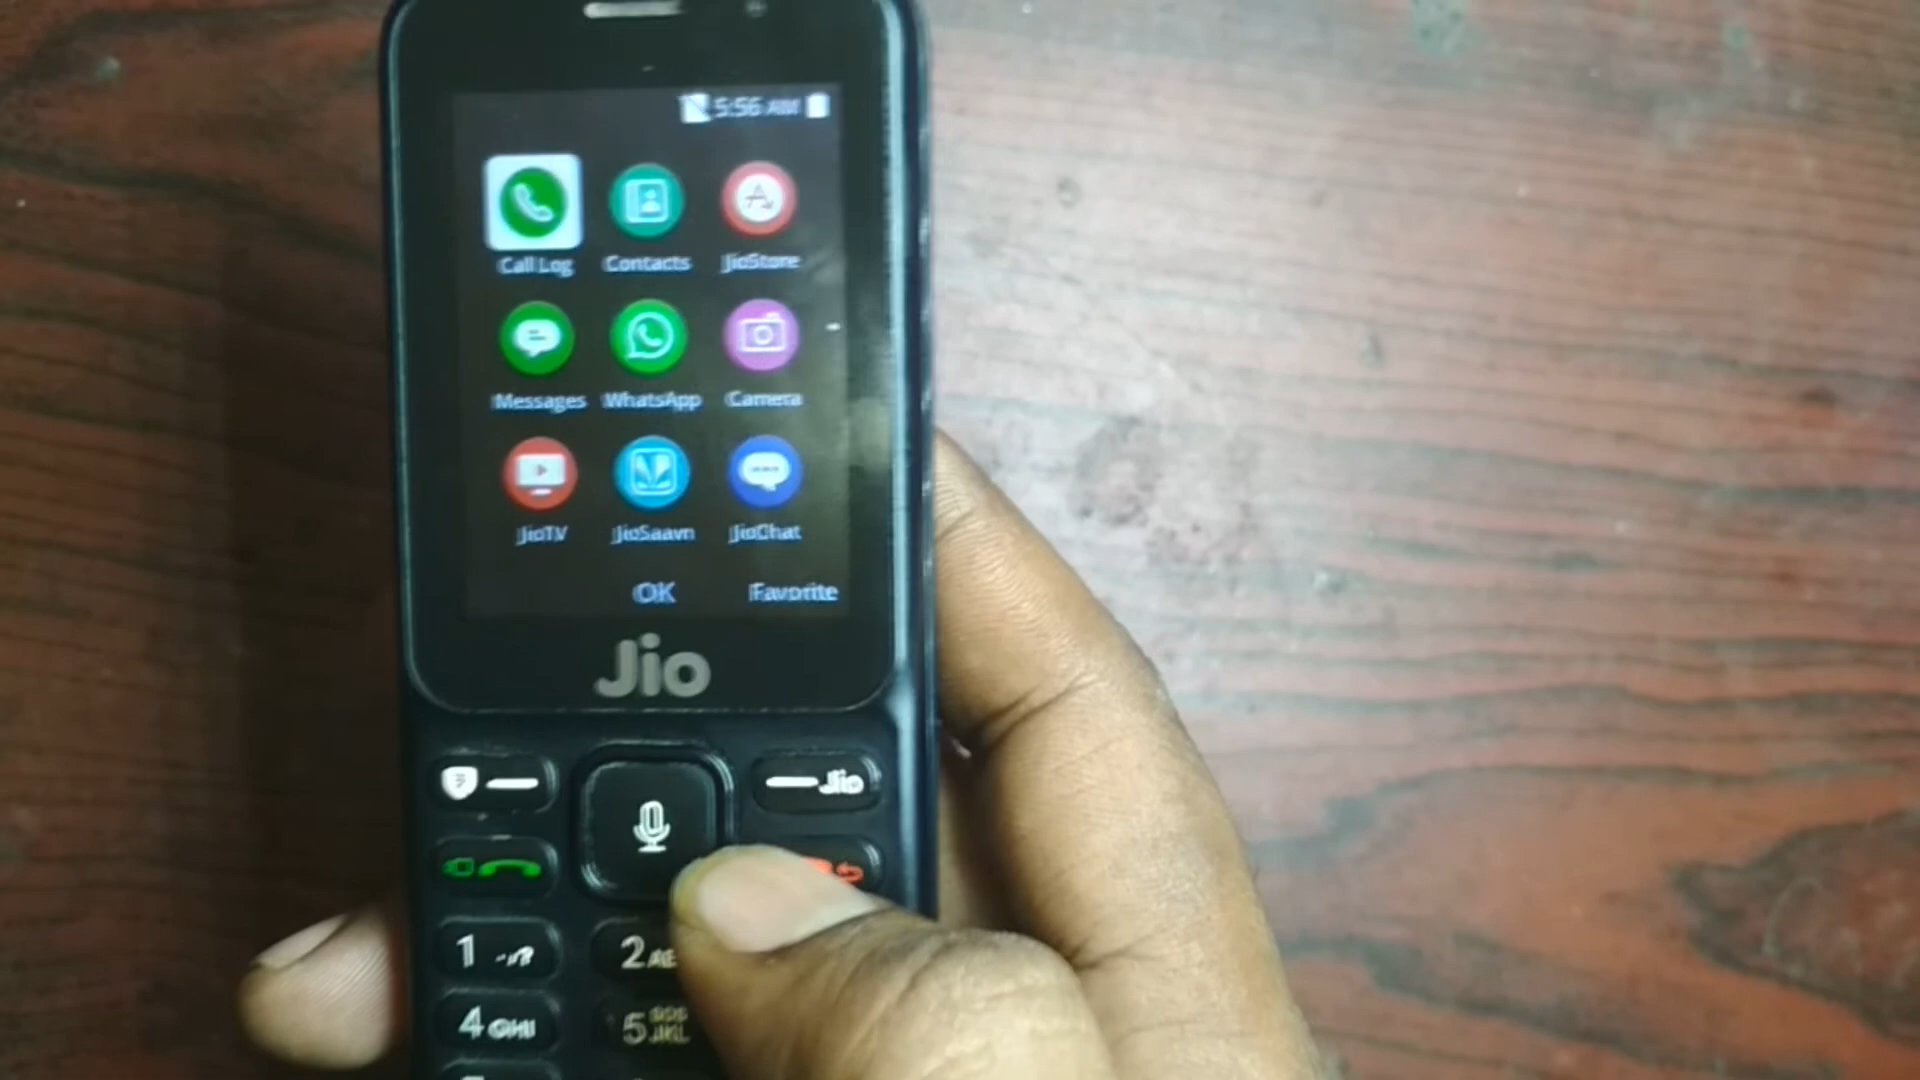 5:56 AM
Call Log Contacts JioStore
Messages WhatsApp Camera
JioTV JioSaavn JioChat
OK Favorite
Jio
Jio
1 2
4 GHI 5 JKL